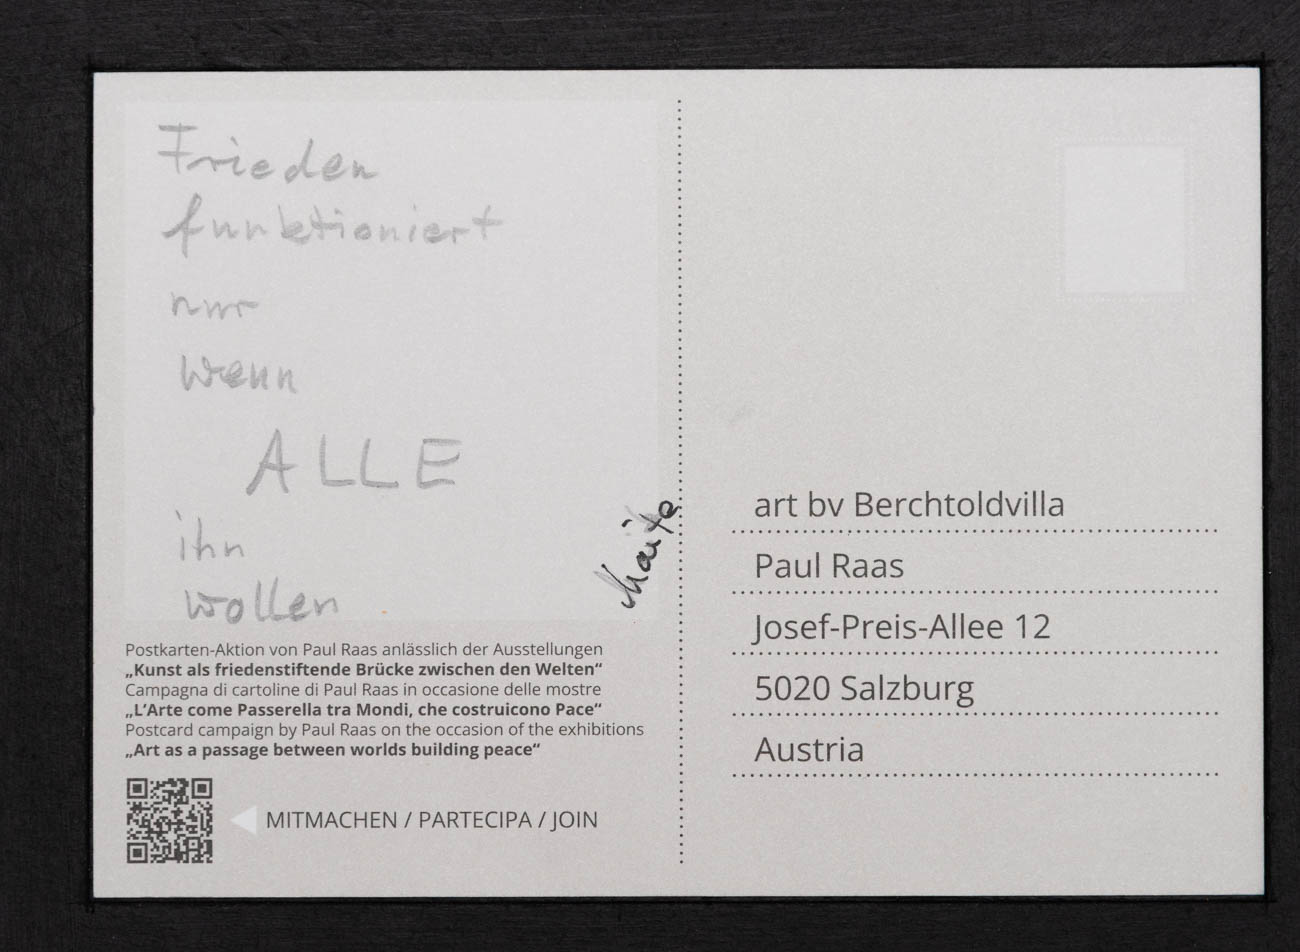 Frieden
funktioniert
nur
wenn
ALLE
ihn
wollen
Postkarten-Aktion von Paul Raas anlässlich der Ausstellungen
„Kunst als friedenstiftende Brücke zwischen den Welten“
Campagna di cartoline di Paul Raas in occasione delle mostre
„L’Arte come Passerella tra Mondi, che costruicono Pace“
Postcard campaign by Paul Raas on the occasion of the exhibitions
„Art as a passage between worlds building peace“
MITMACHEN / PARTECIPA / JOIN
art bv Berchtoldvilla
Paul Raas
Josef-Preis-Allee 12
5020 Salzburg
Austria